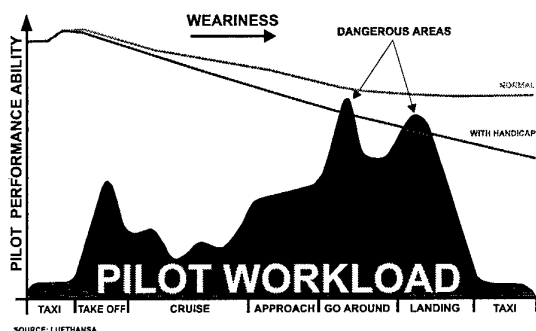 WEARINESS
DANGEROUS AREAS
NORMAL
WITH HANDICAP
PILOT PERFORMANCE ABILITY
PILOT WORKLOAD
TAXI TAKE OFF CRUISE APPROACH GO AROUND LANDING TAXI
SOURCE: LUFTHANSA